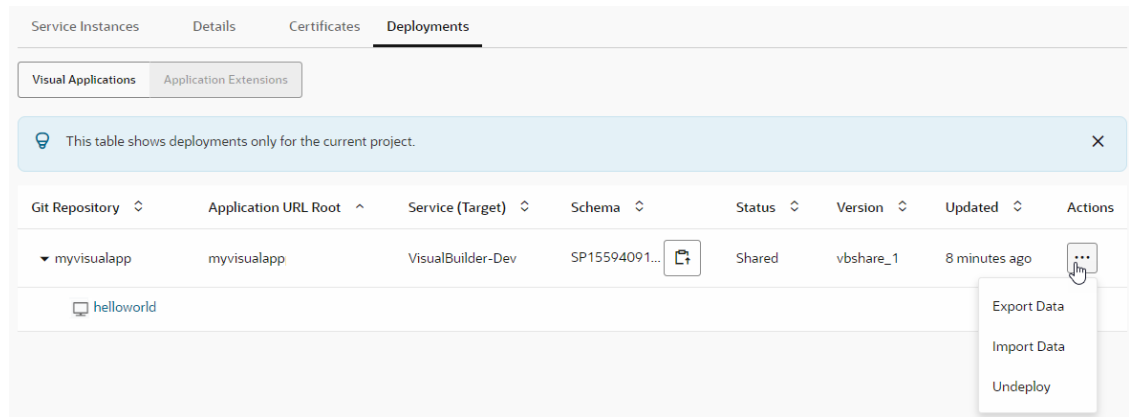 Service Instances Details Certificates Deployments
Visual Applications Application Extensions
This table shows deployments only for the current project.
Git Repository Application URL Root Service (Target) Schema Status Version Updated Actions
myvisualapp myvisualapp VisualBuilder-Dev SP15594091... Shared vbshare_1 8 minutes ago
helloworld
Export Data
Import Data
Undeploy